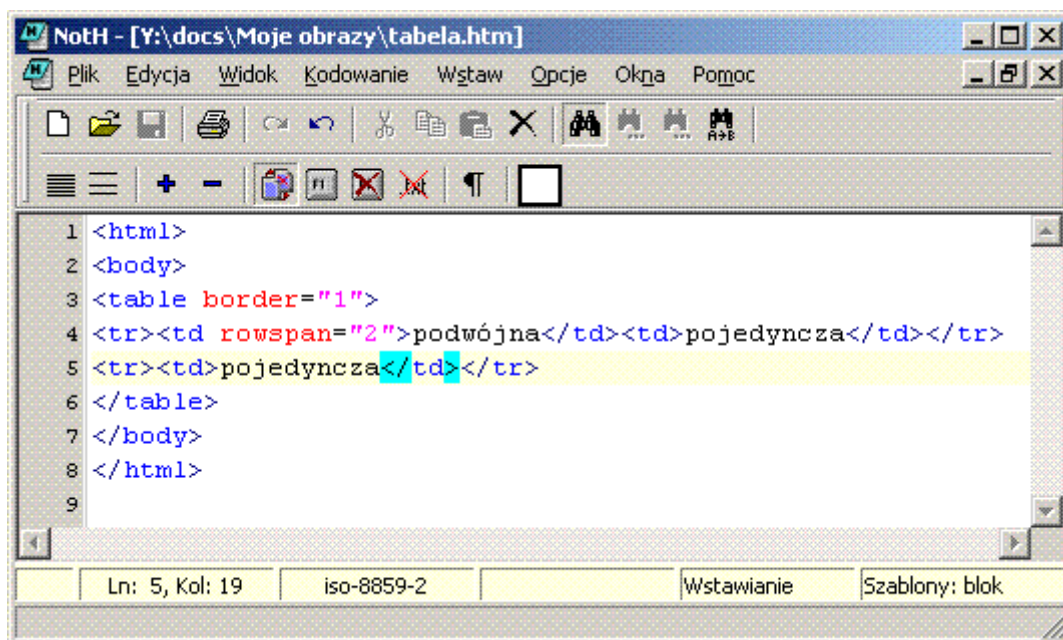 NotH - [Y:\docs\Moje obrazy\tabela.htm]
Plik Edycja Widok Kodowanie Wstaw Opcje Okna Pomoc
A→B
F1 txt ¶
1 <html>
2 <body>
3 <table border="1">
4 <tr><td rowspan="2">podwójna</td><td>pojedyncza</td></tr>
5 <tr><td>pojedyncza</td></tr>
6 </table>
7 </body>
8 </html>
9
Ln: 5, Kol: 19 iso-8859-2 Wstawianie Szablony: blok